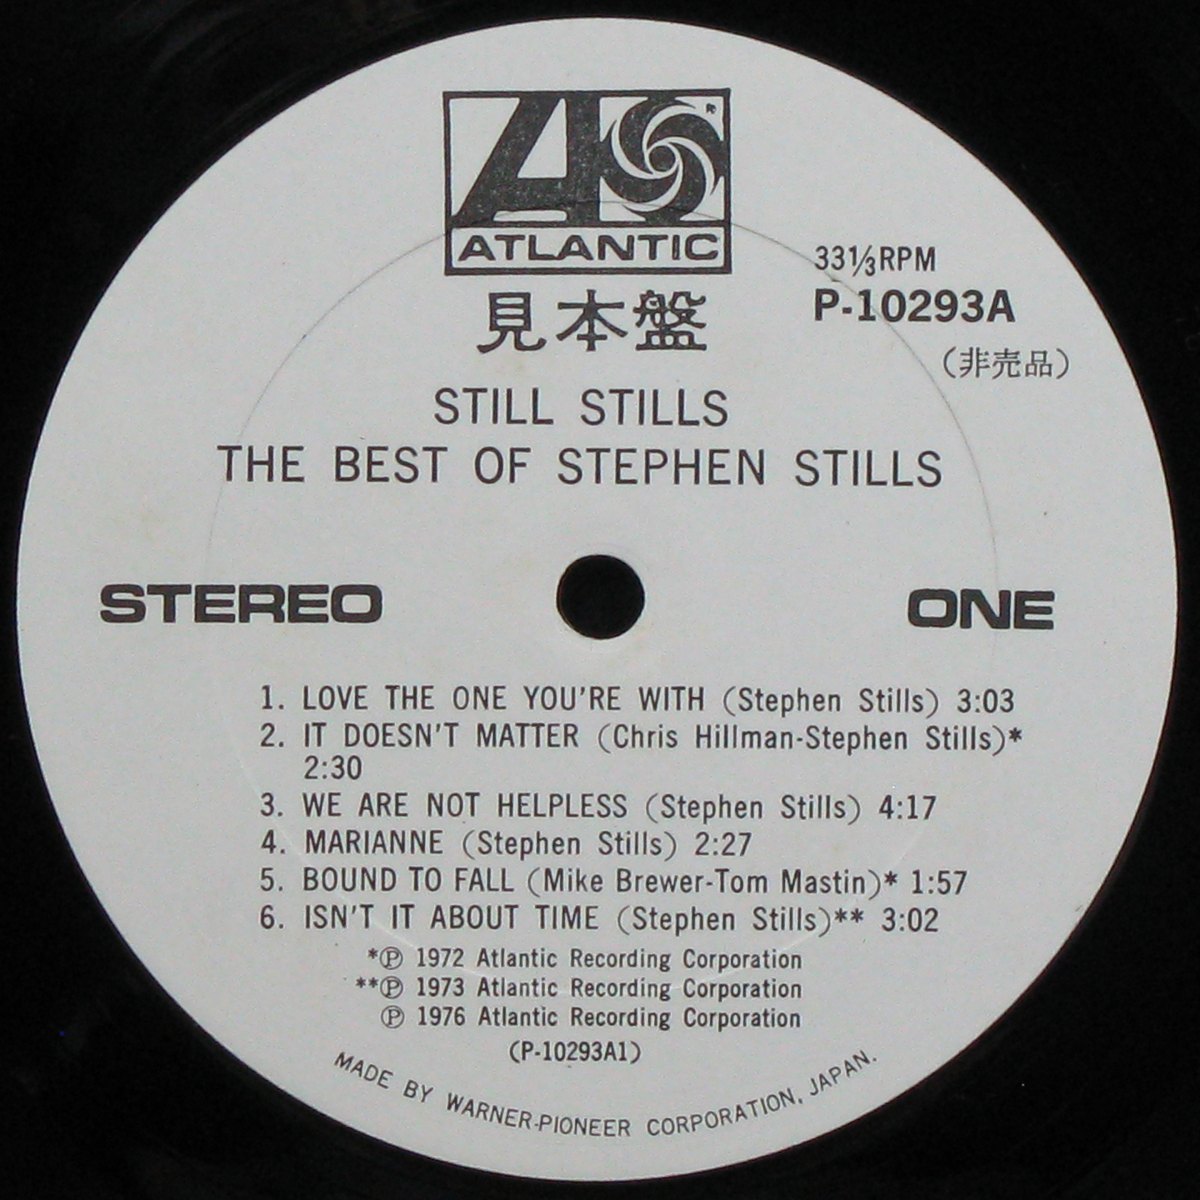 ATLANTIC
®
33⅓RPM
P-10293A
見本盤
(非売品)
STILL STILLS
THE BEST OF STEPHEN STILLS
STEREO
ONE
1. LOVE THE ONE YOU'RE WITH (Stephen Stills) 3:03
2. IT DOESN'T MATTER (Chris Hillman-Stephen Stills)*
2:30
3. WE ARE NOT HELPLESS (Stephen Stills) 4:17
4. MARIANNE (Stephen Stills) 2:27
5. BOUND TO FALL (Mike Brewer-Tom Mastin)* 1:57
6. ISN'T IT ABOUT TIME (Stephen Stills)** 3:02
*Ⓟ 1972 Atlantic Recording Corporation
**Ⓟ 1973 Atlantic Recording Corporation
Ⓟ 1976 Atlantic Recording Corporation
(P-10293A1)
MADE BY WARNER-PIONEER CORPORATION, JAPAN.